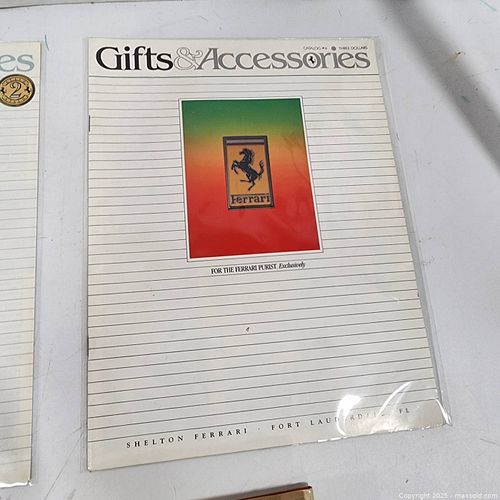 CATALOG #4 THREE DOLLARS
Gifts&Accessories
es
2
Ferrari
FOR THE FERRARI PURIST Exclusively
SHELTON FERRARI · FORT LAUDERDALE, FL
Copyright © 2025 - maxsold.com